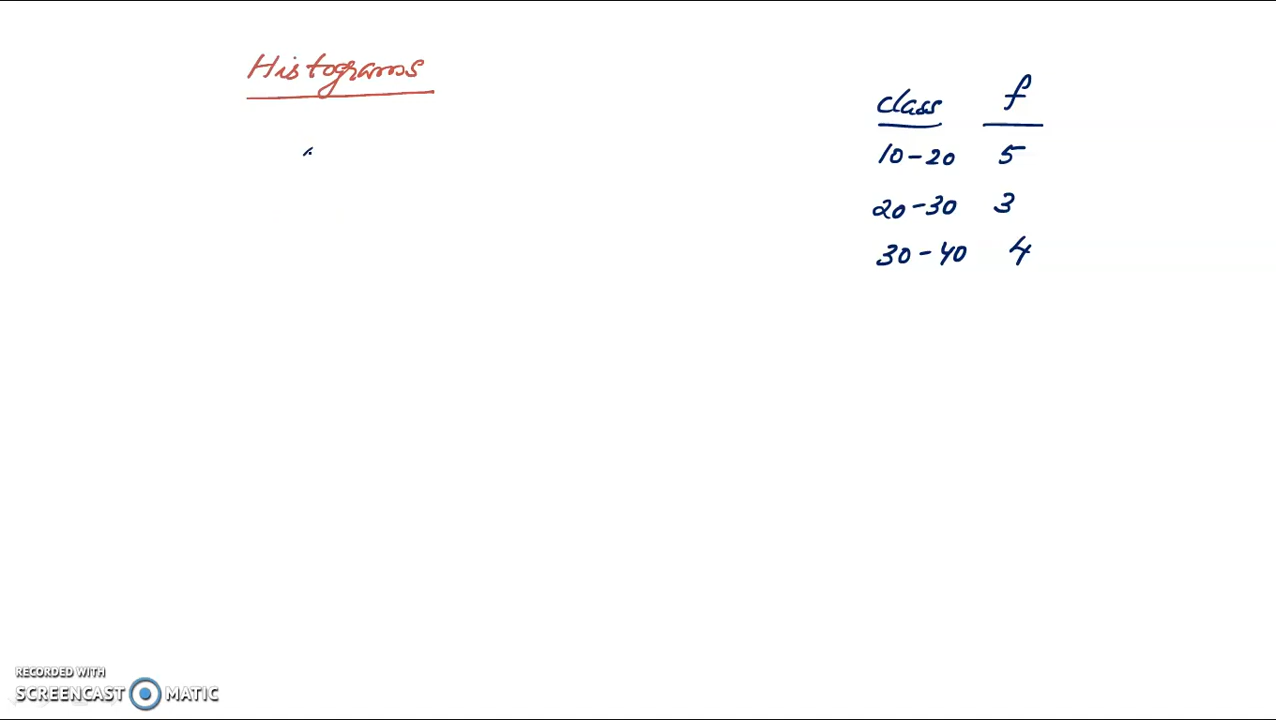 Histograms
class f
10-20 5
20-30 3
30-40 4
RECORDED WITH
SCREENCAST MATIC